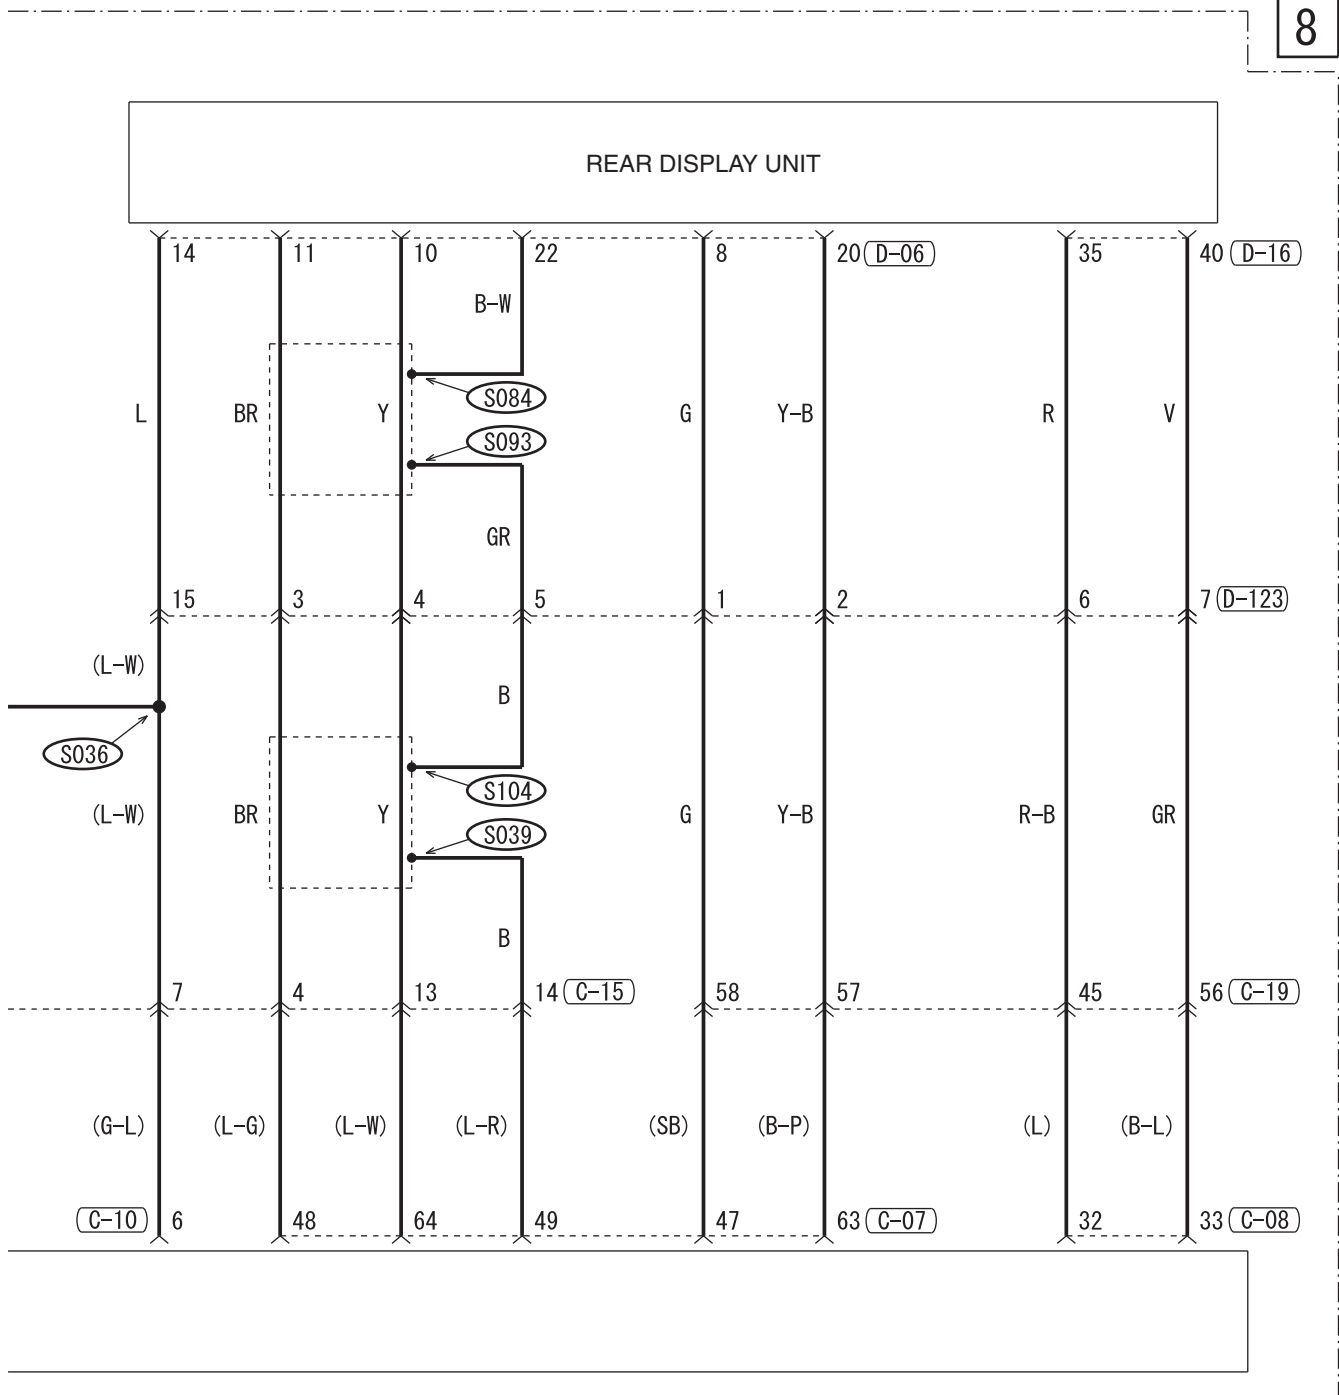 8
REAR DISPLAY UNIT
14 11 10 22 8 20 D-06 35 40 D-16
B-W
S084
L BR Y G Y-B R V
S093
GR
15 3 4 5 1 2 6 7 D-123
(L-W)
B
S036
S104
(L-W) BR Y G Y-B R-B GR
S039
B
7 4 13 14 C-15 58 57 45 56 C-19
(G-L) (L-G) (L-W) (L-R) (SB) (B-P) (L) (B-L)
C-10 6 48 64 49 47 63 C-07 32 33 C-08